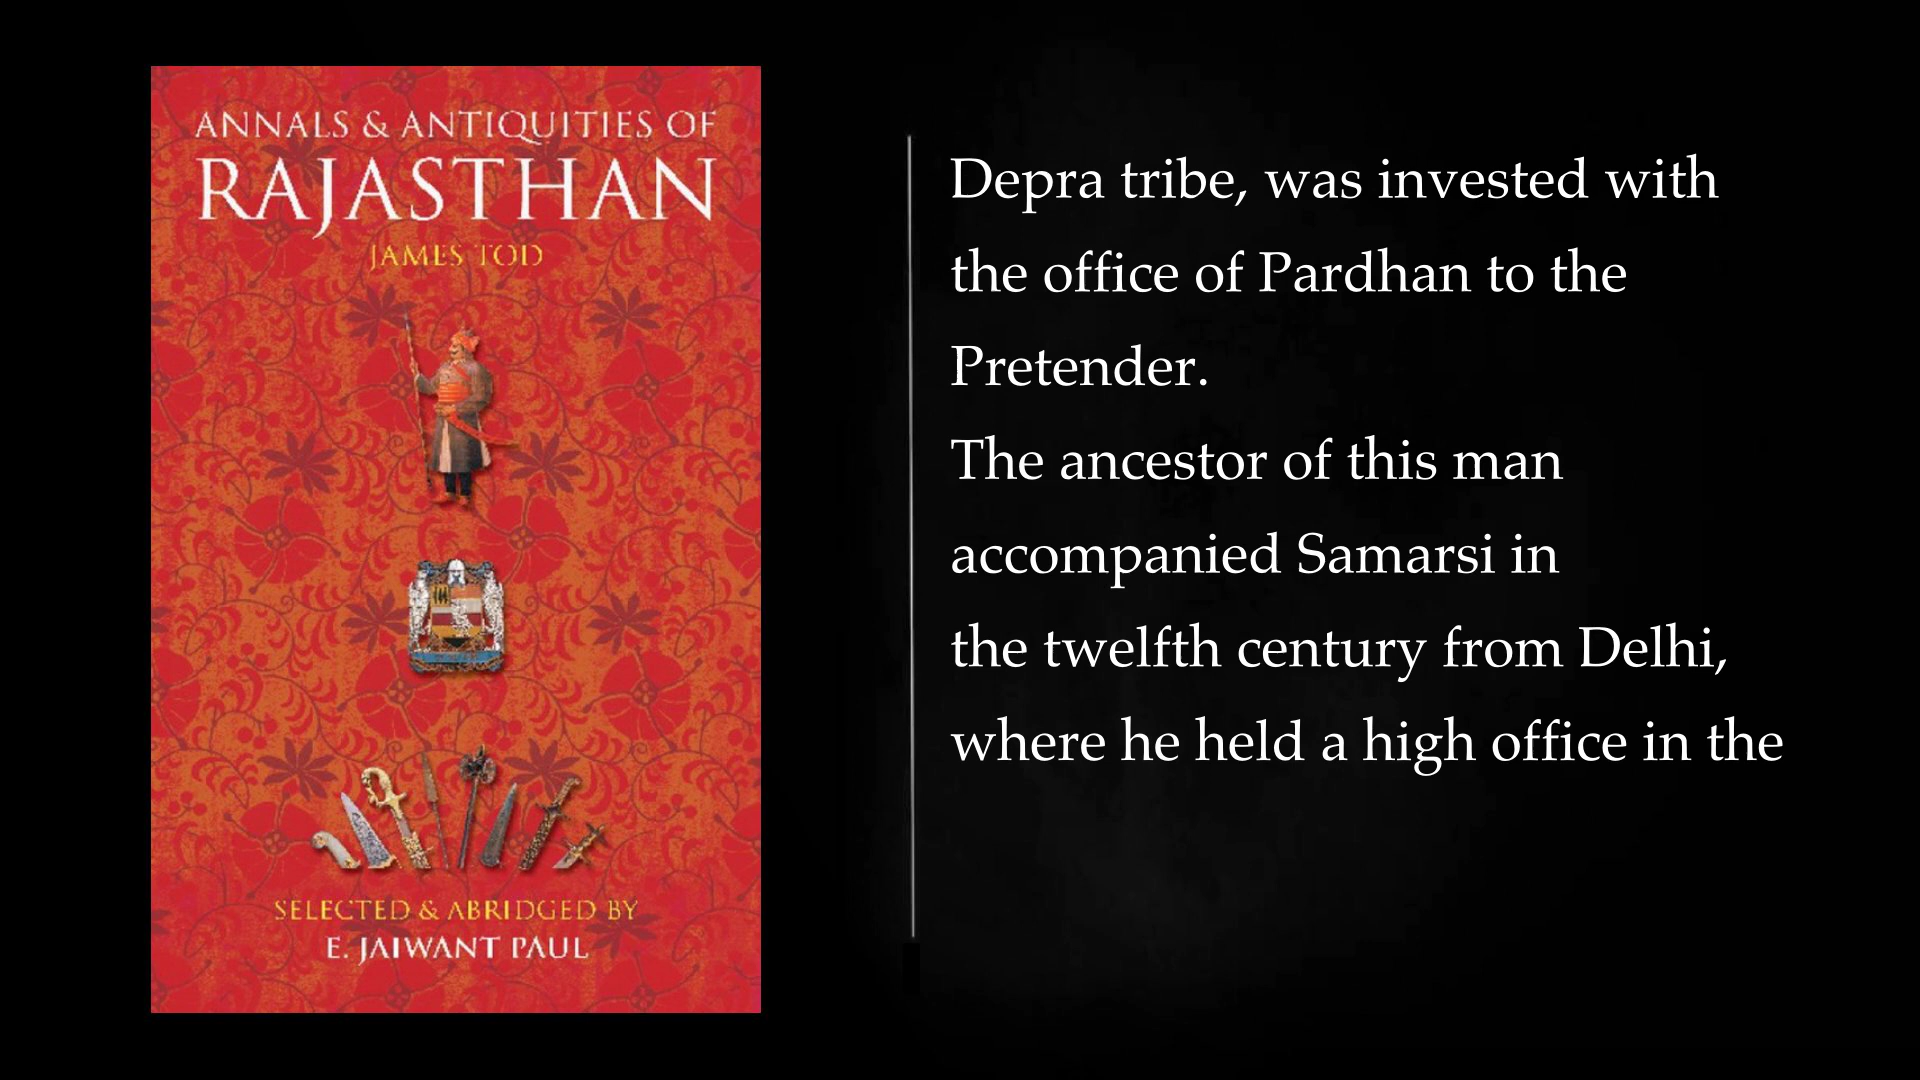 ANNALS & ANTIQUITIES OF
RAJASTHAN
JAMES TOD
SELECTED & ABRIDGED BY
E. JAIWANT PAUL
Depra tribe, was invested with
the office of Pardhan to the
Pretender.
The ancestor of this man
accompanied Samarsi in
the twelfth century from Delhi,
where he held a high office in the